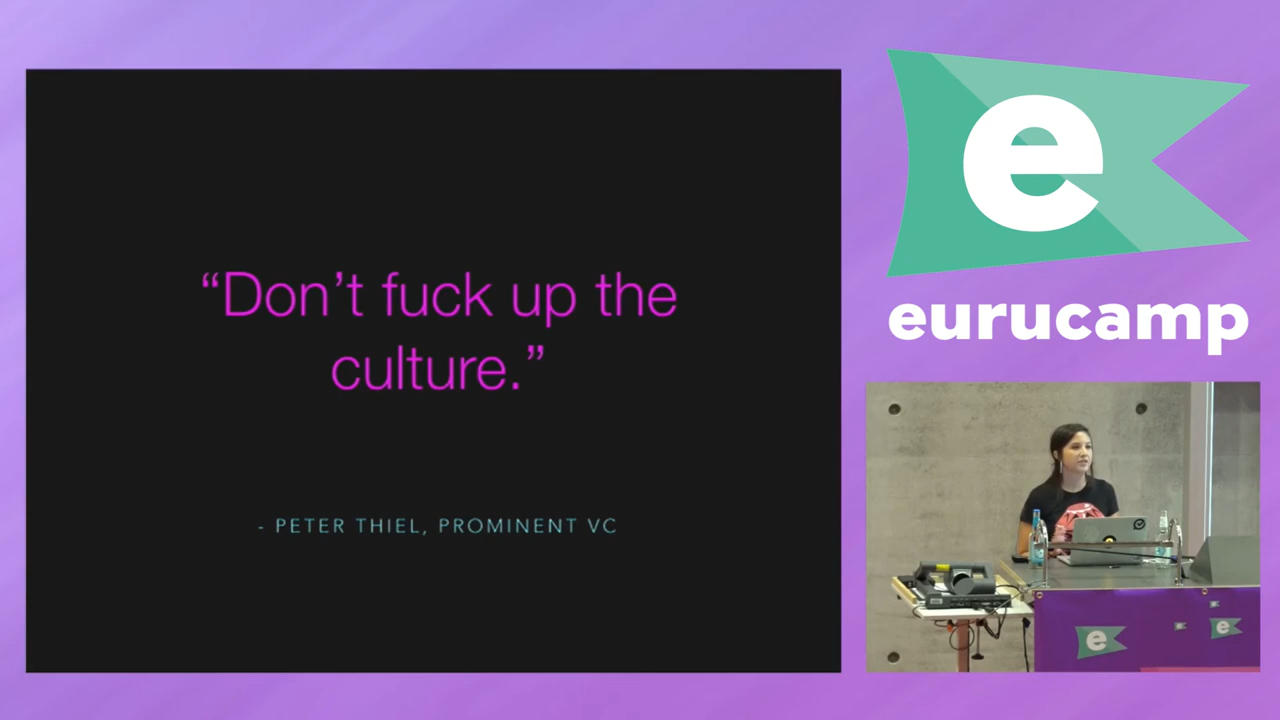 “Don’t fuck up the
culture.”
- PETER THIEL, PROMINENT VC
e
eurucamp
e
e
e